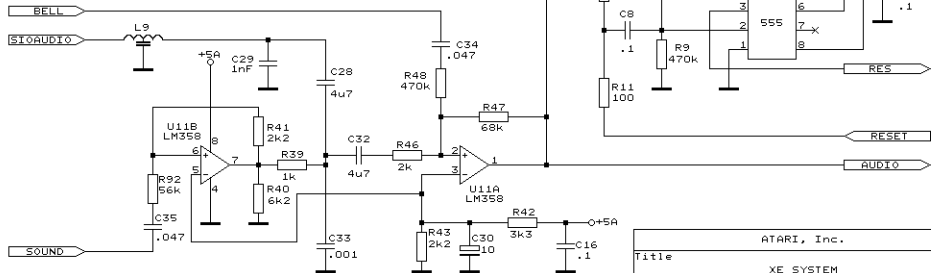 BELL
SIOAUDIO
L9
+5A
C29
1nF
C28
4u7
C34
.047
R48
470k
R47
68k
U11B
LM358
8
6
+
7
5
-
4
R41
2k2
R39
1k
R40
6k2
C32
4u7
R46
2k
2
+
1
3
-
U11A
LM358
R92
56k
C35
.047
SOUND
C33
.001
R43
2k2
C30
10
R42
3k3
+5A
C16
.1
C8
.1
R9
470k
R11
100
3
2
1
555
6
7
8
.1
RES
RESET
AUDIO
ATARI, Inc.
Title
XE SYSTEM